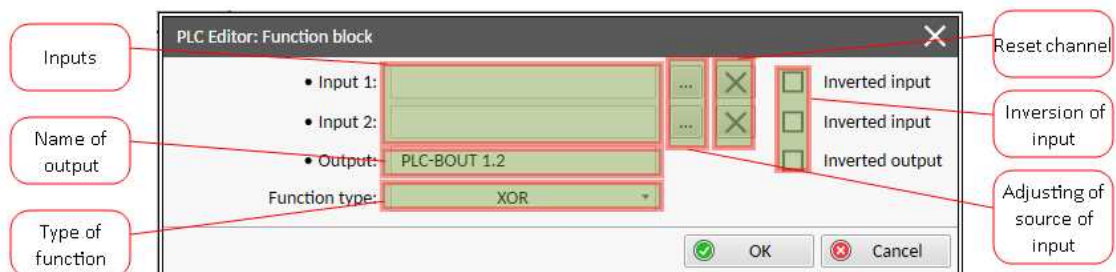 PLC Editor: Function block
Inputs
Reset channel
• Input 1:
...
Inverted input
• Input 2:
...
Inverted input
Inversion of
input
Name of
output
• Output:
PLC-BOUT 1.2
Inverted output
Function type:
XOR
Adjusting of
source of
input
Type of
function
OK
Cancel